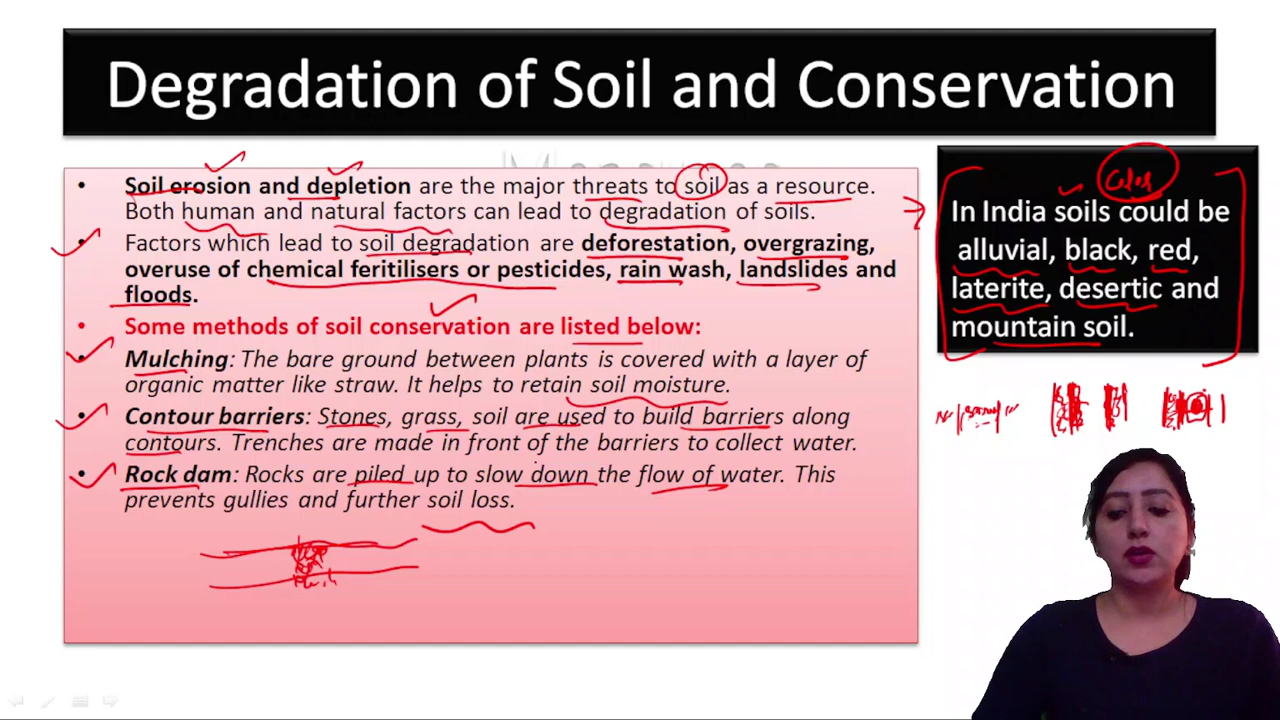 Degradation of Soil and Conservation
• Soil erosion and depletion are the major threats to soil as a resource.
Both human and natural factors can lead to degradation of soils.
• Factors which lead to soil degradation are deforestation, overgrazing,
overuse of chemical feritilisers or pesticides, rain wash, landslides and
floods.
• Some methods of soil conservation are listed below:
• Mulching: The bare ground between plants is covered with a layer of
organic matter like straw. It helps to retain soil moisture.
• Contour barriers: Stones, grass, soil are used to build barriers along
contours. Trenches are made in front of the barriers to collect water.
• Rock dam: Rocks are piled up to slow down the flow of water. This
prevents gullies and further soil loss.
Color
In India soils could be
alluvial, black, red,
laterite, desertic and
mountain soil.